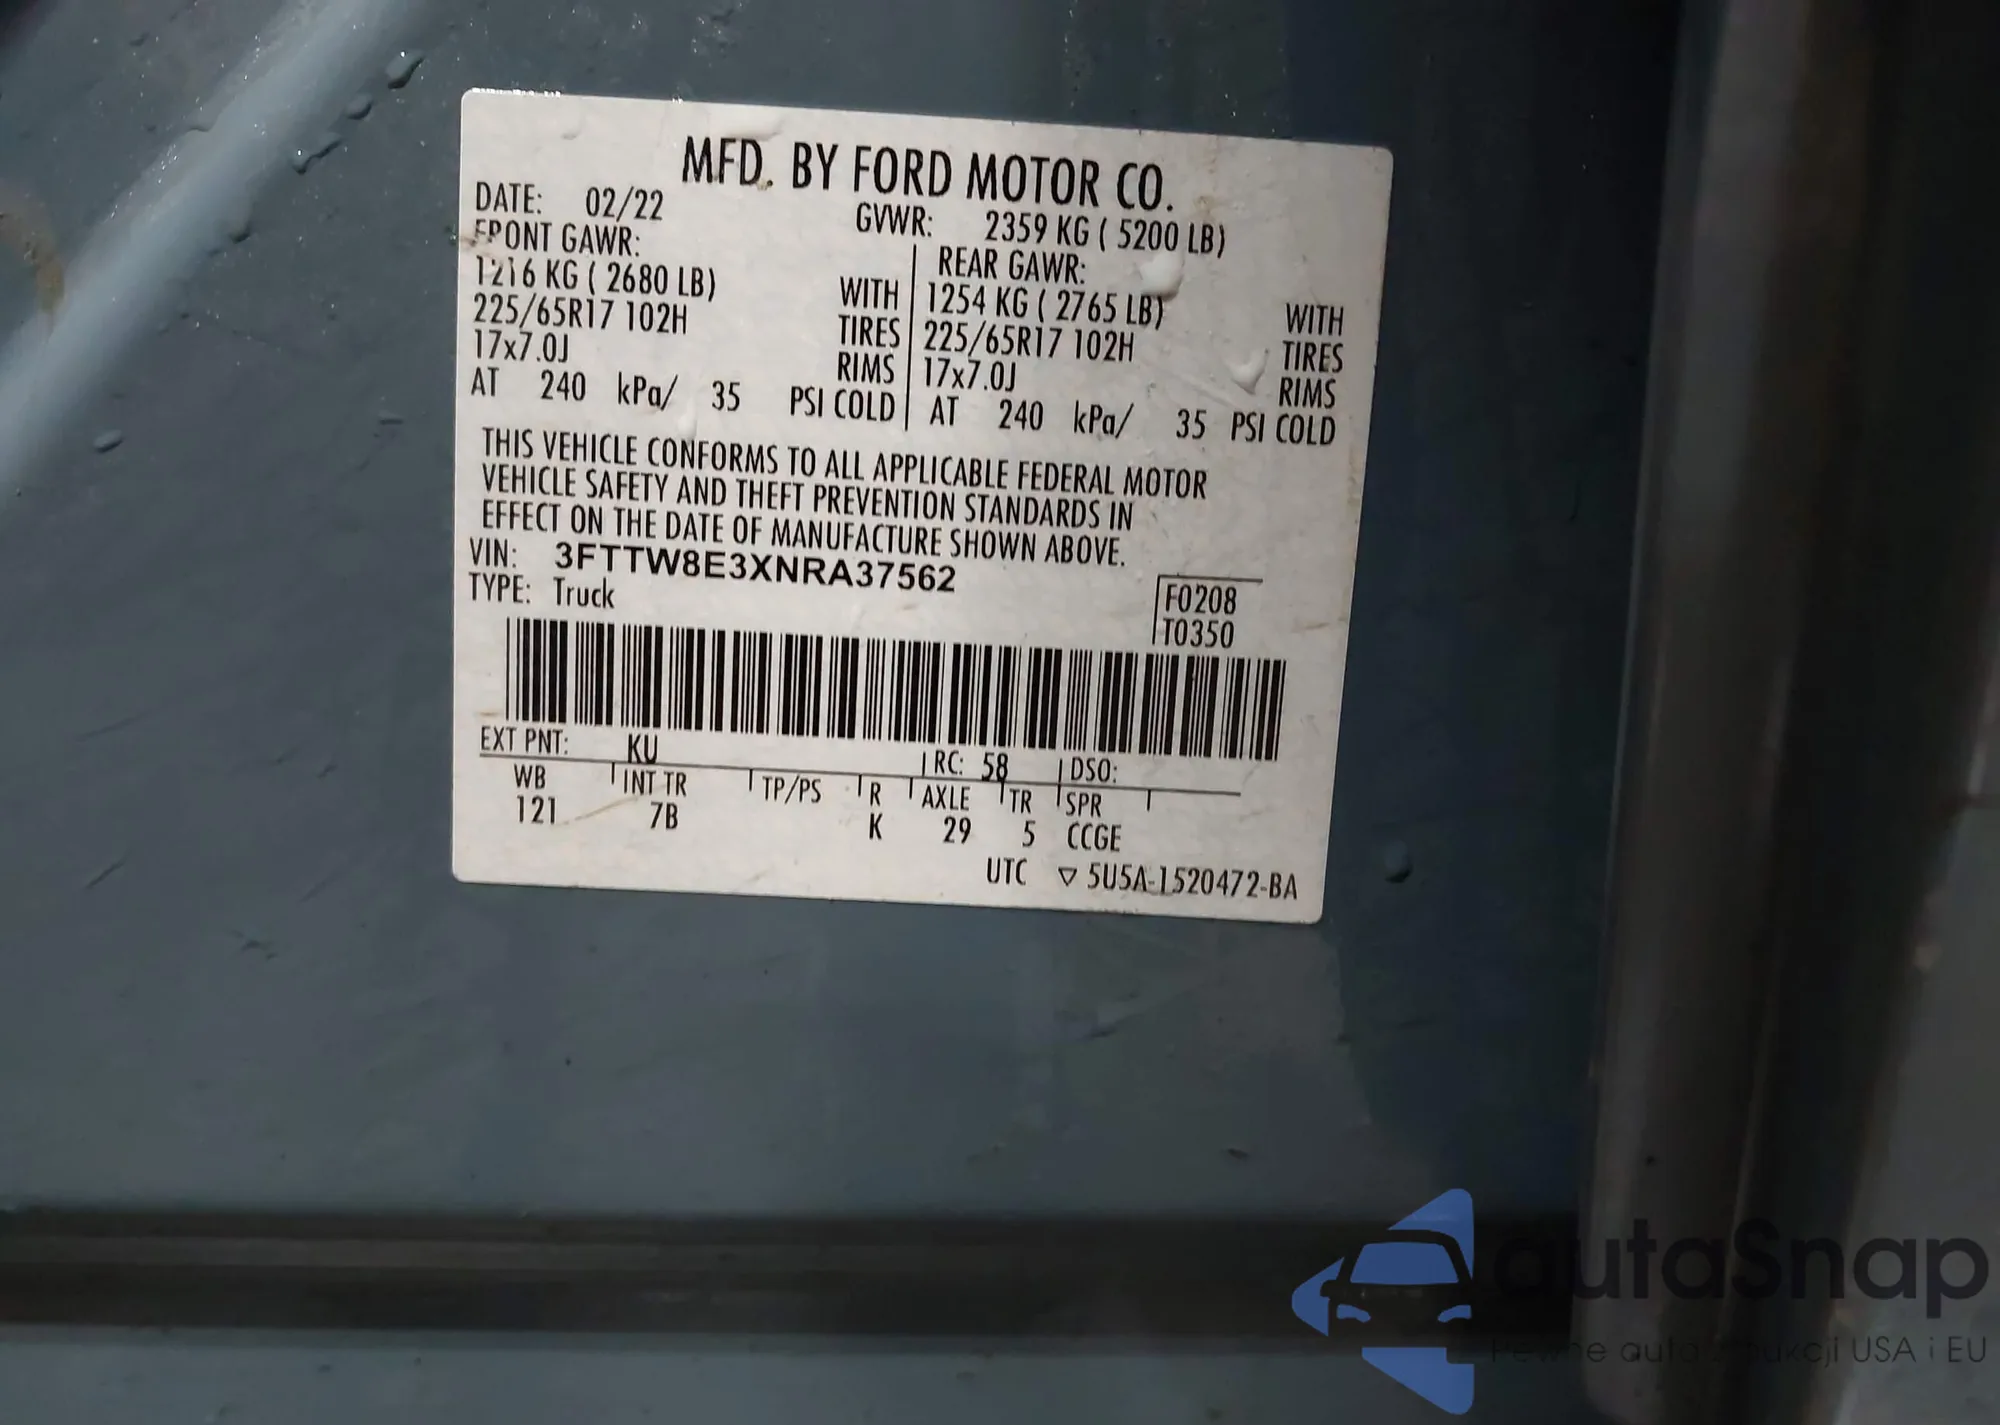 MFD. BY FORD MOTOR CO.
DATE: 02/22 GVWR: 2359 KG ( 5200 LB)
FRONT GAWR: REAR GAWR:
1216 KG ( 2680 LB) WITH 1254 KG ( 2765 LB) WITH
225/65R17 102H TIRES 225/65R17 102H TIRES
17x7.0J RIMS 17x7.0J RIMS
AT 240 kPa/ 35 PSI COLD AT 240 kPa/ 35 PSI COLD
THIS VEHICLE CONFORMS TO ALL APPLICABLE FEDERAL MOTOR
VEHICLE SAFETY AND THEFT PREVENTION STANDARDS IN
EFFECT ON THE DATE OF MANUFACTURE SHOWN ABOVE.
VIN: 3FTTW8E3XNRA37562
TYPE: Truck
F0208
T0350
EXT PNT: KU RC: 58 DSO:
WB INT TR TP/PS R AXLE TR SPR
121 7B K 29 5 CCGE
UTC ▽ 5U5A-1520472-BA
autaSnap
Pewne auta z aukcji USA i EU